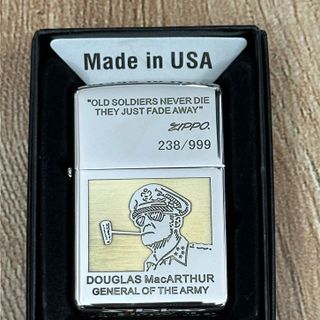 Made in USA
"OLD SOLDIERS NEVER DIE
THEY JUST FADE AWAY"
ZIPPO.
238/999
DOUGLAS MacARTHUR
GENERAL OF THE ARMY